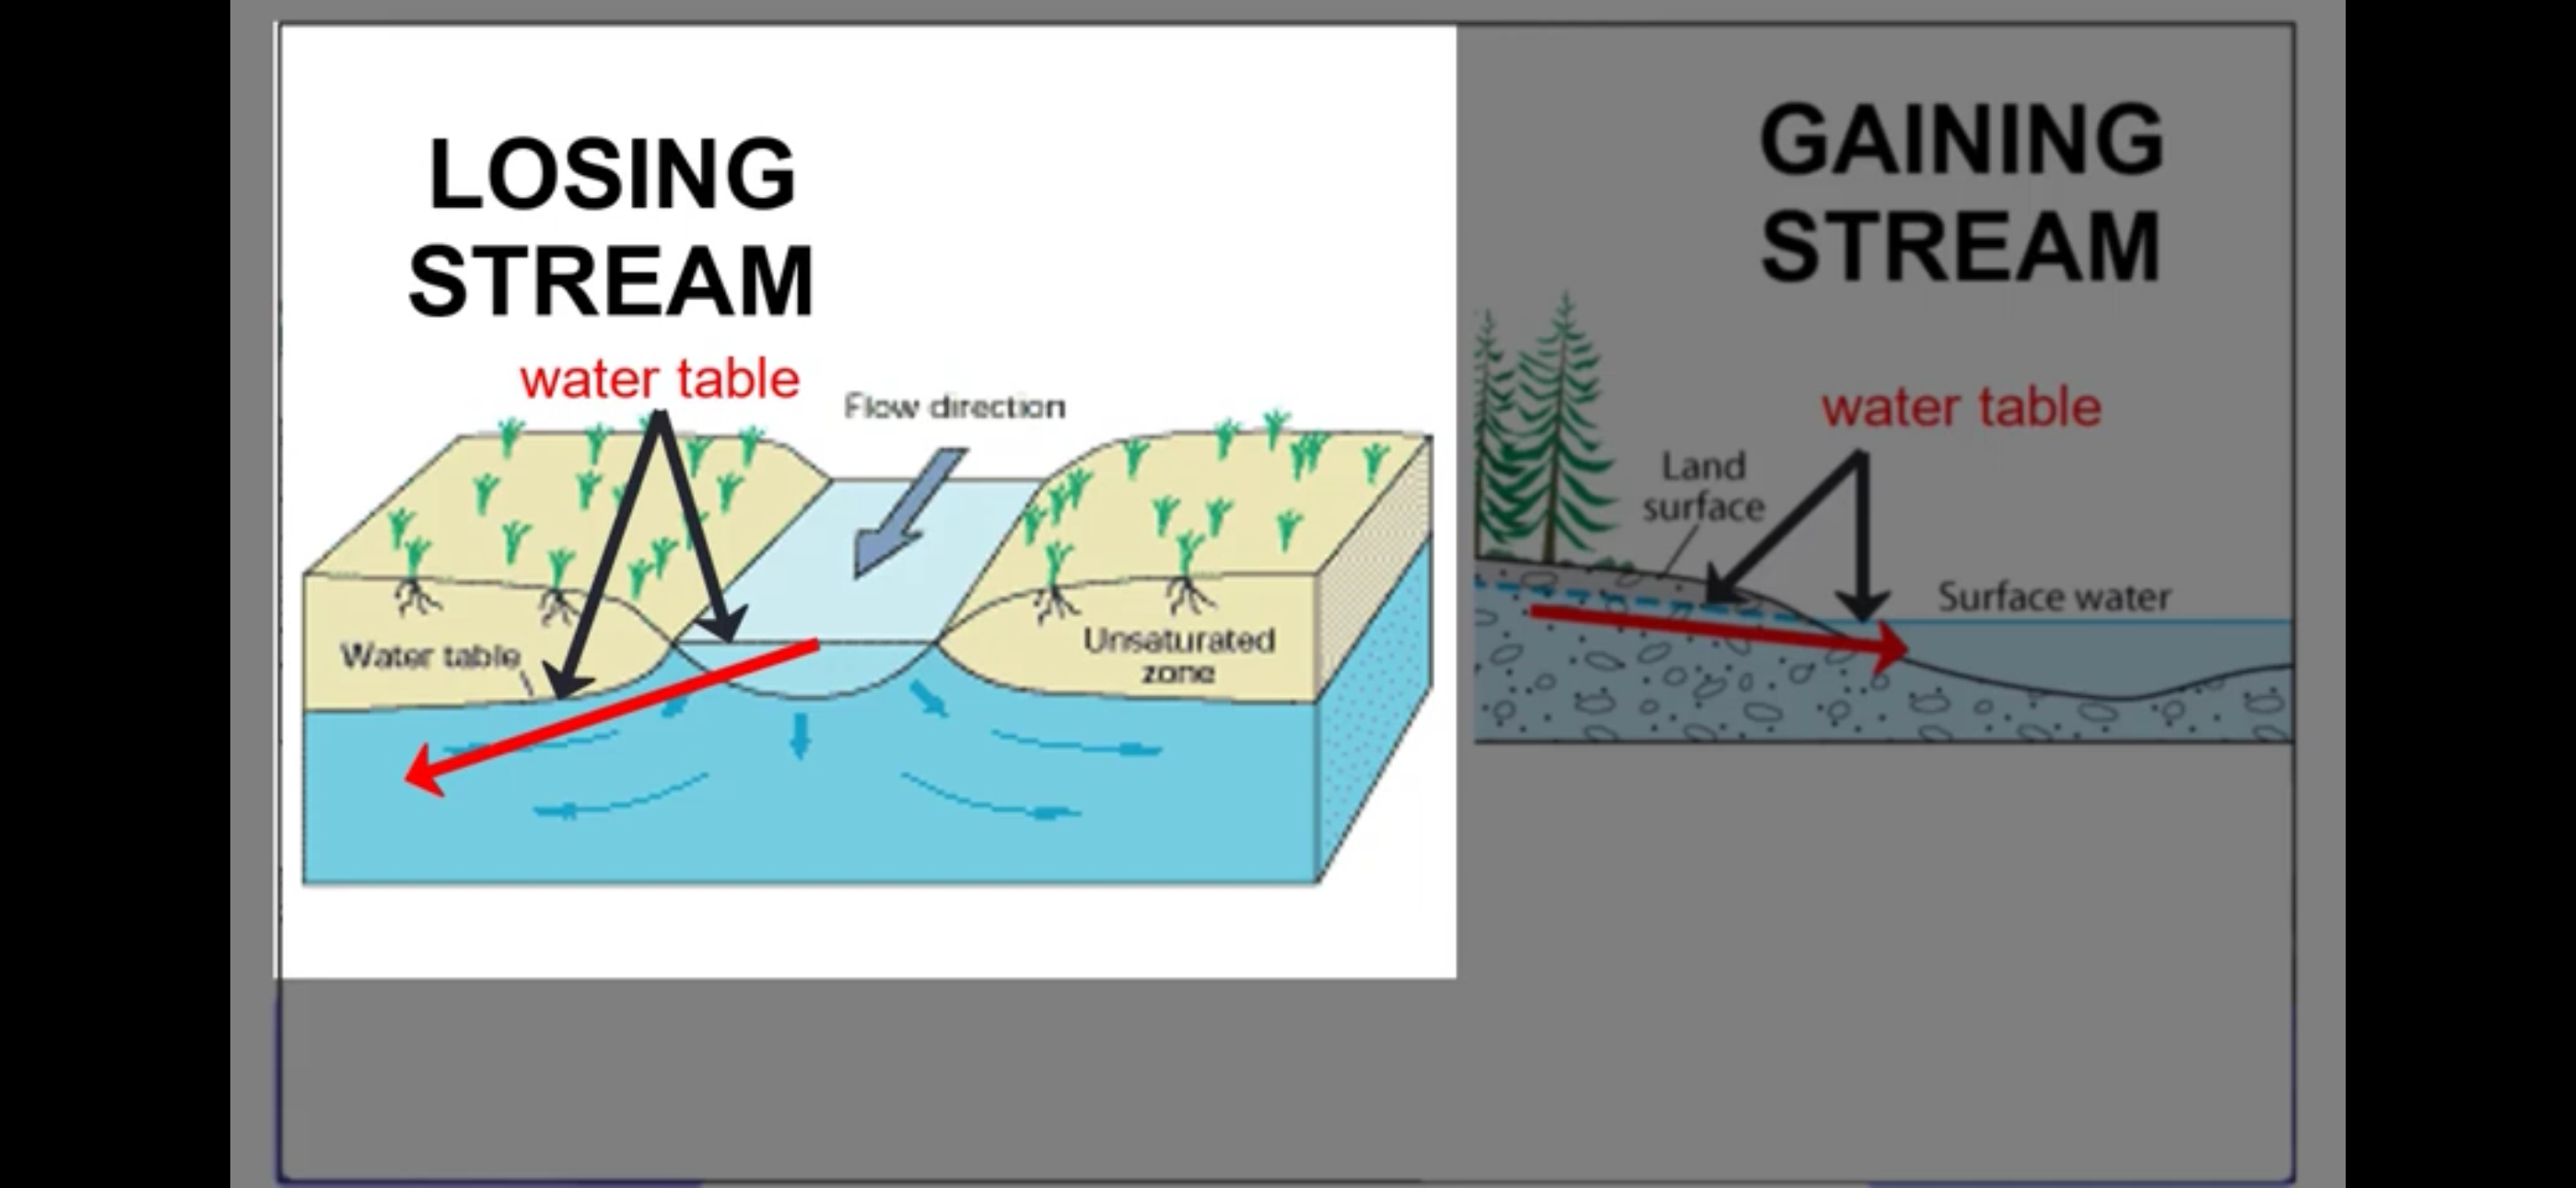 LOSING
STREAM
water table
Flow direction
Water table
Unsaturated
zone
GAINING
STREAM
water table
Land
surface
Surface water